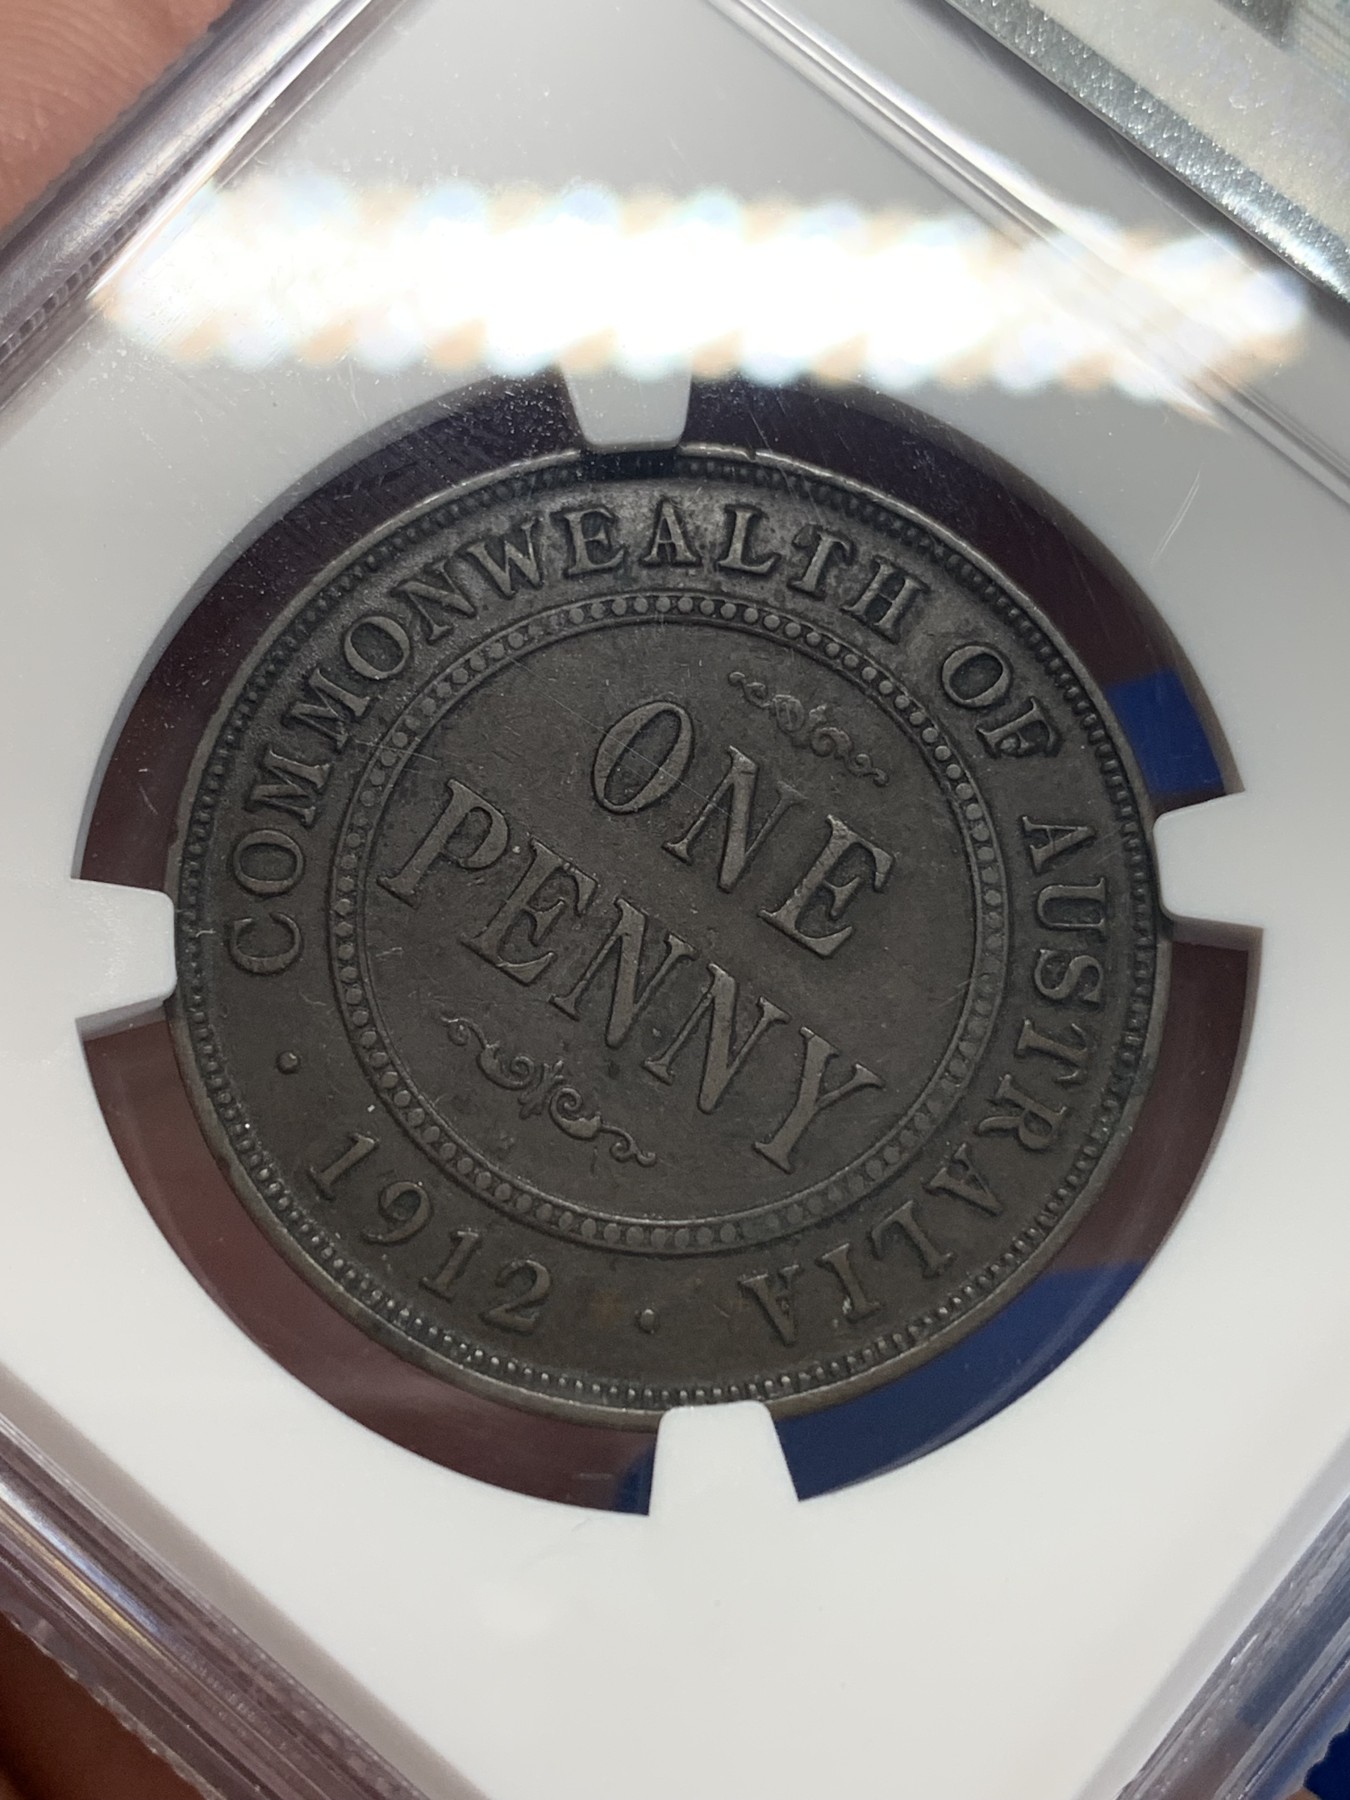 COMMONWEALTH OF AUSTRALIA
ONE
PENNY
· 1912 ·